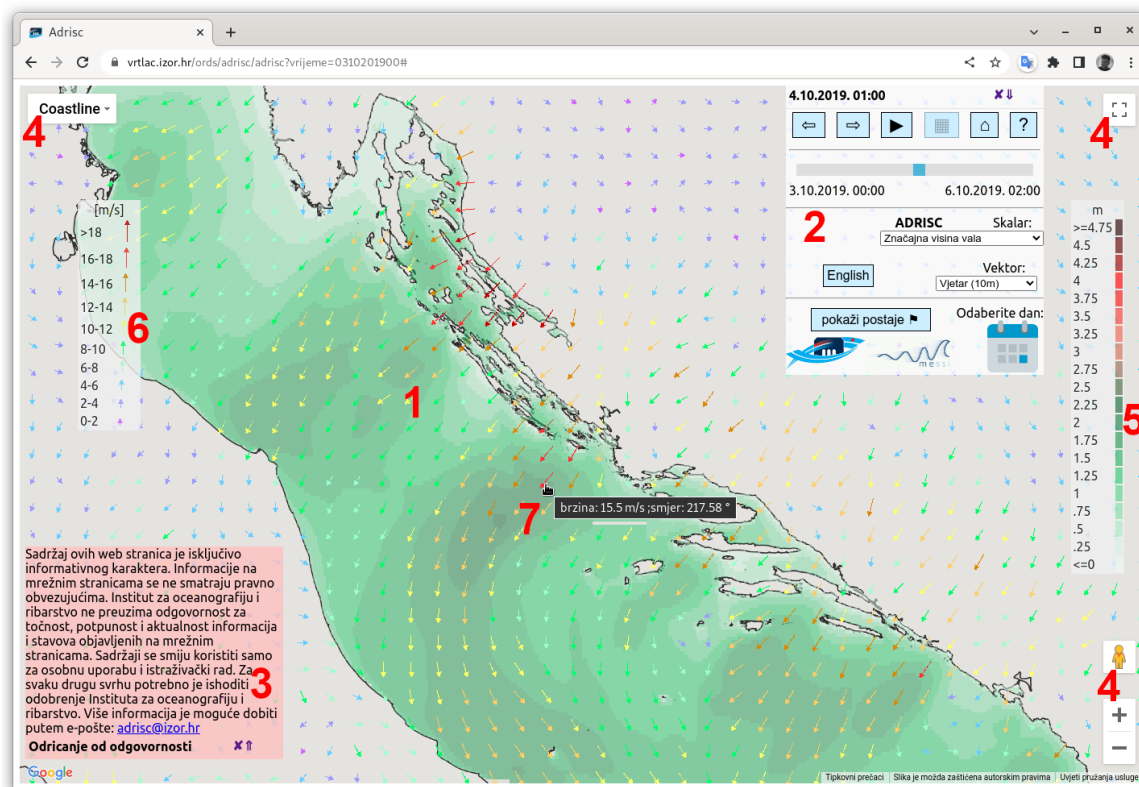 Adrisc
vrtlac.izor.hr/ords/adrisc/adrisc?vrijeme=0310201900#
Coastline
4
4.10.2019. 01:00
?
4
3.10.2019. 00:00 6.10.2019. 02:00
2
ADRISC Skalar:
Značajna visina vala
English
Vektor:
Vjetar (10m)
pokaži postaje
Odaberite dan:
messi
[m/s]
>18
16-18
14-16
12-14
10-12
8-10
6-8
4-6
2-4
0-2
6
1
m
>=4.75
4.5
4.25
4
3.75
3.5
3.25
3
2.75
2.5
2.25
2
1.75
1.5
1.25
1
.75
.5
.25
<=0
5
7
brzina: 15.5 m/s ;smjer: 217.58 °
Sadržaj ovih web stranica je isključivo
informativnog karaktera. Informacije na
mrežnim stranicama se ne smatraju pravno
obvezujućima. Institut za oceanografiju i
ribarstvo ne preuzima odgovornost za
točnost, potpunost i aktualnost informacija
i stavova objavljenih na mrežnim
stranicama. Sadržaji se smiju koristiti samo
za osobnu uporabu i istraživački rad. Za
svaku drugu svrhu potrebno je ishoditi
odobrenje Instituta za oceanografiju i
ribarstvo. Više informacija je moguće dobiti
putem e-pošte: adrisc@izor.hr
Odricanje od odgovornosti
3
4
Google
Tipkovni prečaci Slika je možda zaštićena autorskim pravima Uvjeti pružanja usluge